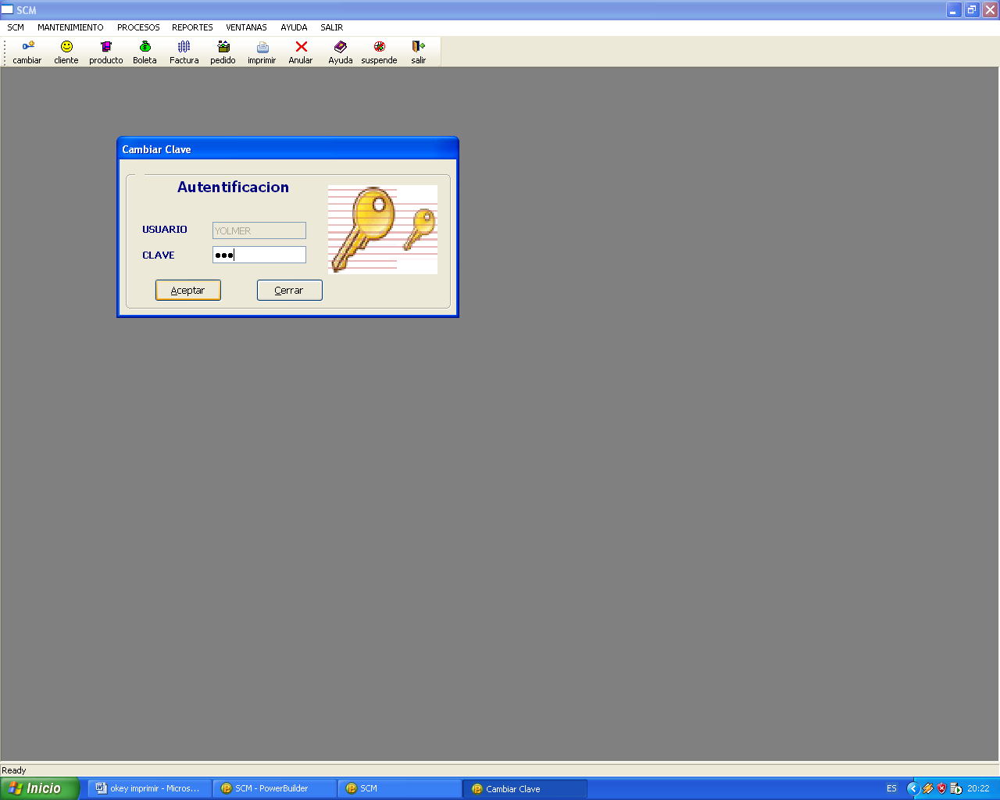 SCM
SCM MANTENIMIENTO PROCESOS REPORTES VENTANAS AYUDA SALIR
cambiar cliente producto Boleta Factura pedido imprimir Anular Ayuda suspende salir
Cambiar Clave
Autentificacion
USUARIO YOLMER
CLAVE •••
Aceptar Cerrar
Ready
Inicio okey imprimir - Micros... SCM - PowerBuilder SCM Cambiar Clave ES 20:22